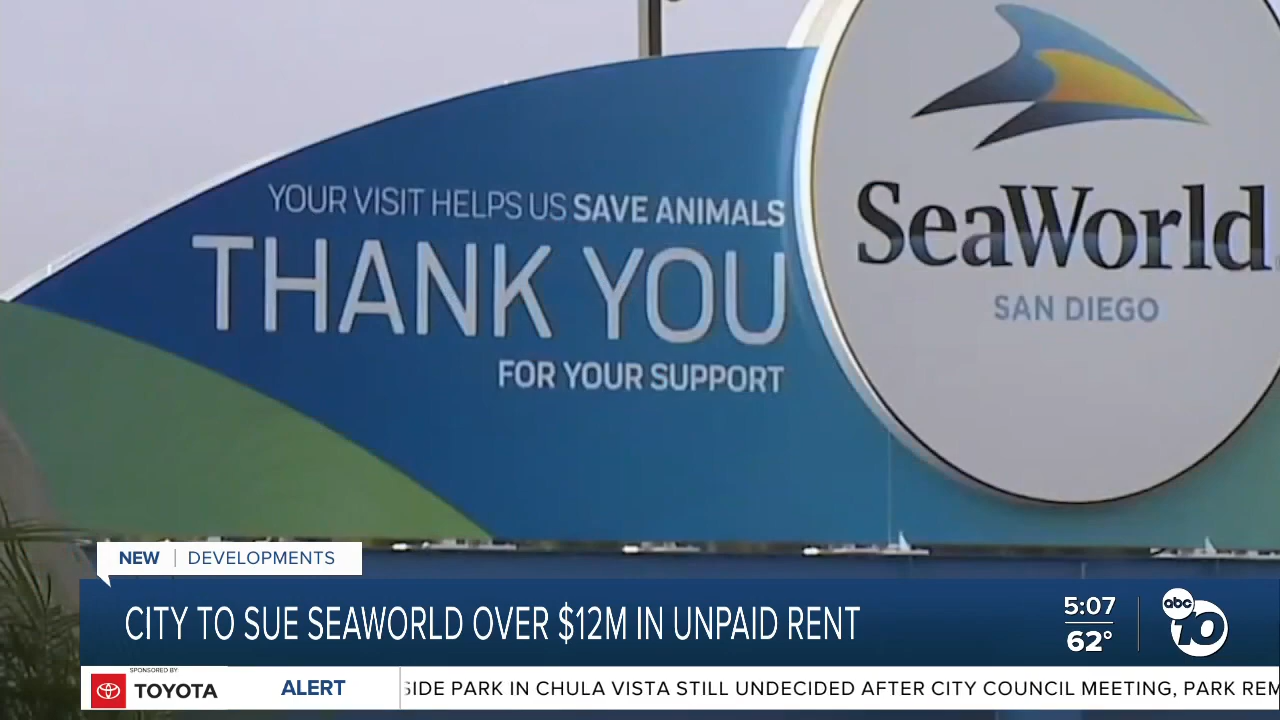 YOUR VISIT HELPS US SAVE ANIMALS
THANK YOU
FOR YOUR SUPPORT
SeaWorld
SAN DIEGO
NEW | DEVELOPMENTS
CITY TO SUE SEAWORLD OVER $12M IN UNPAID RENT
5:07
62°
abc
10
SPONSORED BY
TOYOTA
ALERT
SIDE PARK IN CHULA VISTA STILL UNDECIDED AFTER CITY COUNCIL MEETING, PARK REM